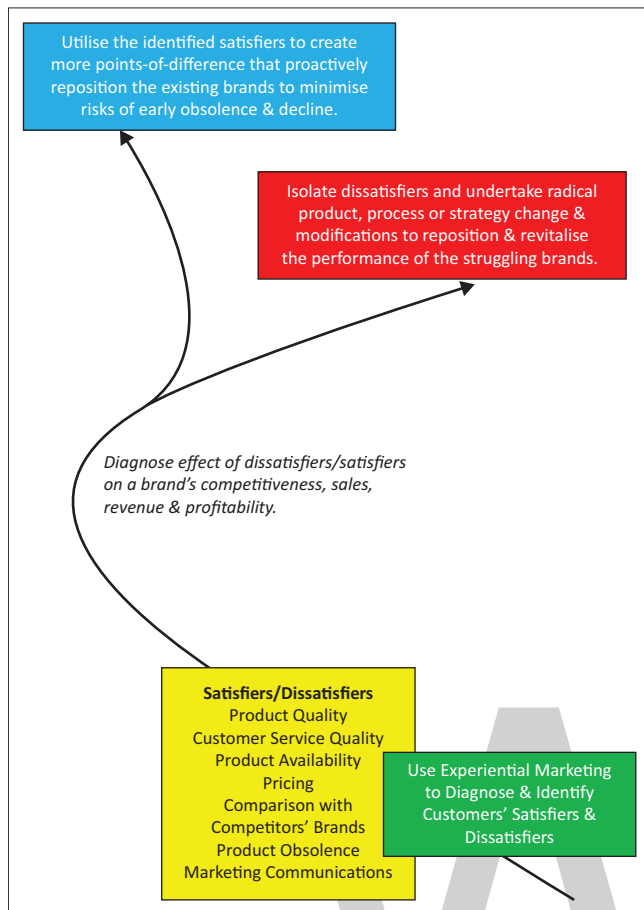 Utilise the identified satisfiers to create
more points-of-difference that proactively
reposition the existing brands to minimise
risks of early obsolence & decline.
Isolate dissatisfiers and undertake radical
product, process or strategy change &
modifications to reposition & revitalise
the performance of the struggling brands.
Diagnose effect of dissatisfiers/satisfiers
on a brand's competitiveness, sales,
revenue & profitability.
Satisfiers/Dissatisfiers
Product Quality
Customer Service Quality
Product Availability
Pricing
Comparison with
Competitors' Brands
Product Obsolence
Marketing Communications
Use Experiential Marketing
to Diagnose & Identify
Customers' Satisfiers &
Dissatisfiers